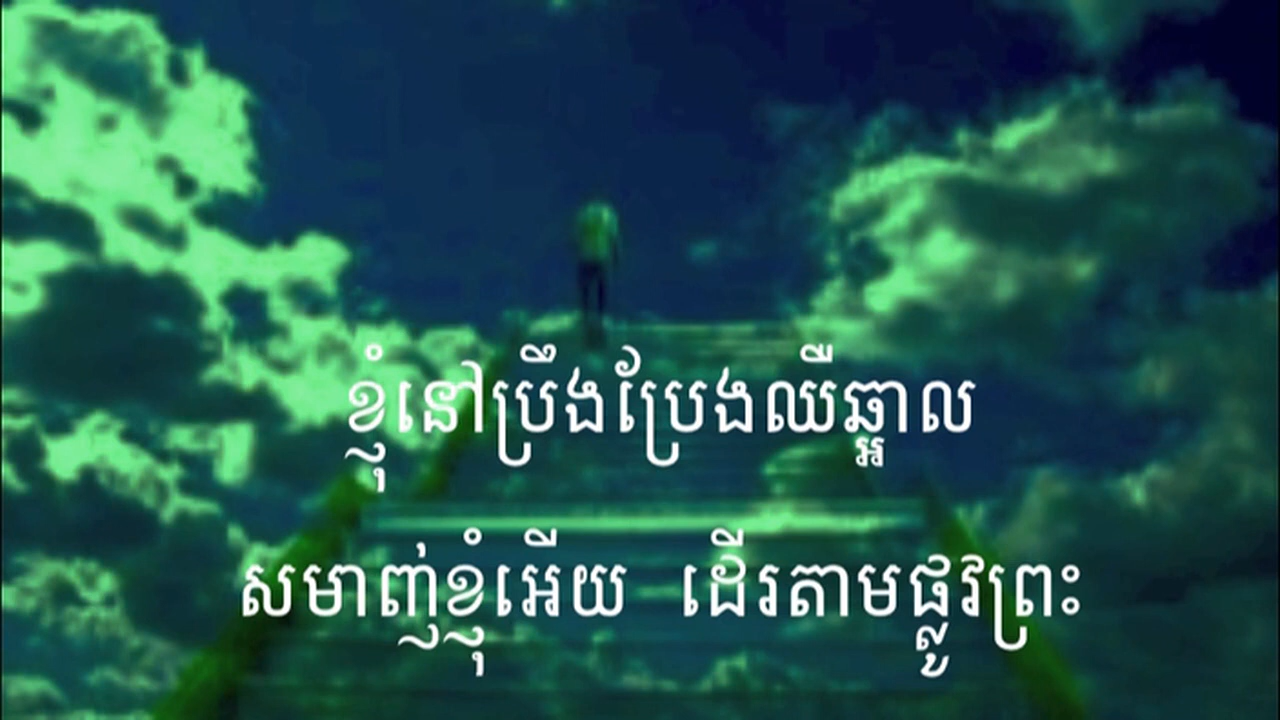 ខ្ញុំនៅប្រឹងប្រែងឈឺឆ្អាល
សមាញ់ខ្ញុំអើយ ដើរតាមផ្លូវព្រះ